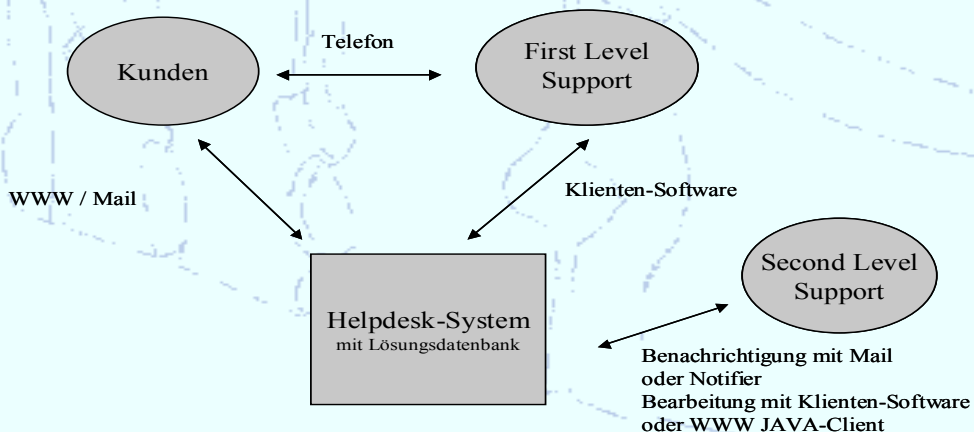 Telefon
Kunden
First Level
Support
WWW / Mail
Klienten-Software
Second Level
Support
Helpdesk-System
mit Lösungsdatenbank
Benachrichtigung mit Mail
oder Notifier
Bearbeitung mit Klienten-Software
oder WWW JAVA-Client